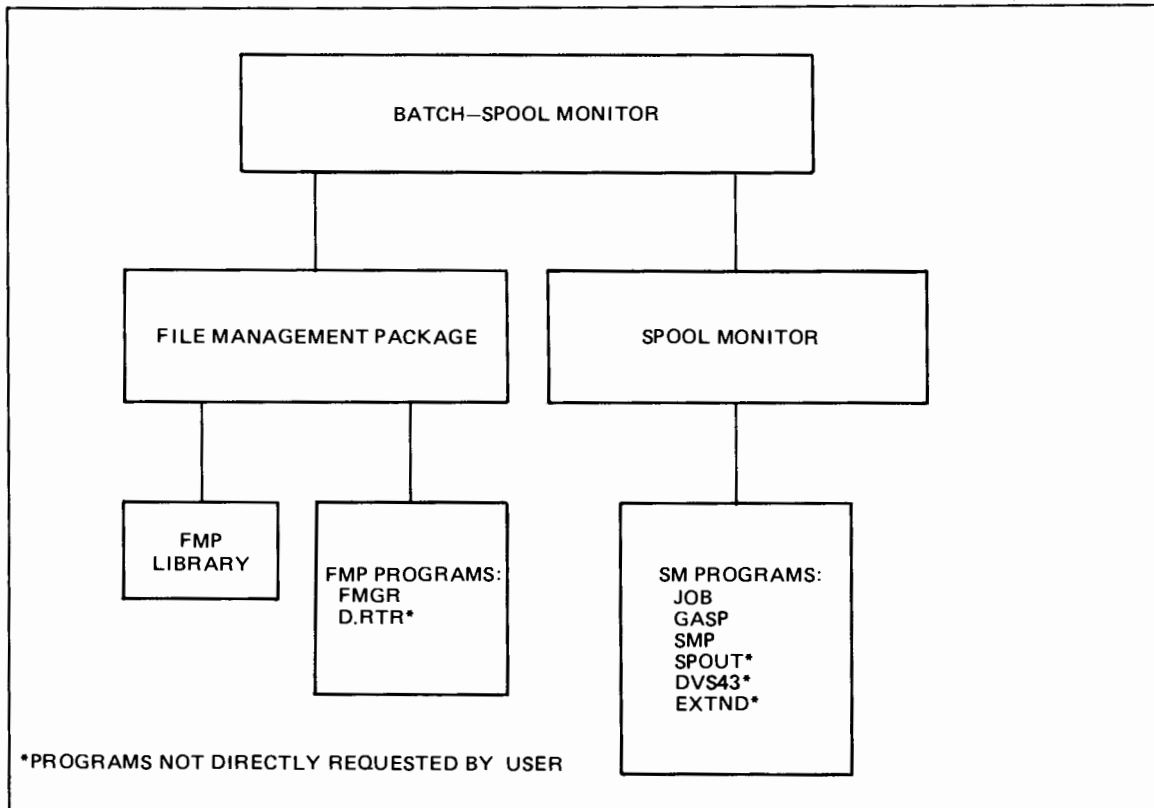 BATCH–SPOOL MONITOR
FILE MANAGEMENT PACKAGE
SPOOL MONITOR
FMP
LIBRARY
FMP PROGRAMS:
FMGR
D.RTR*
SM PROGRAMS:
JOB
GASP
SMP
SPOUT*
DVS43*
EXTND*
*PROGRAMS NOT DIRECTLY REQUESTED BY USER